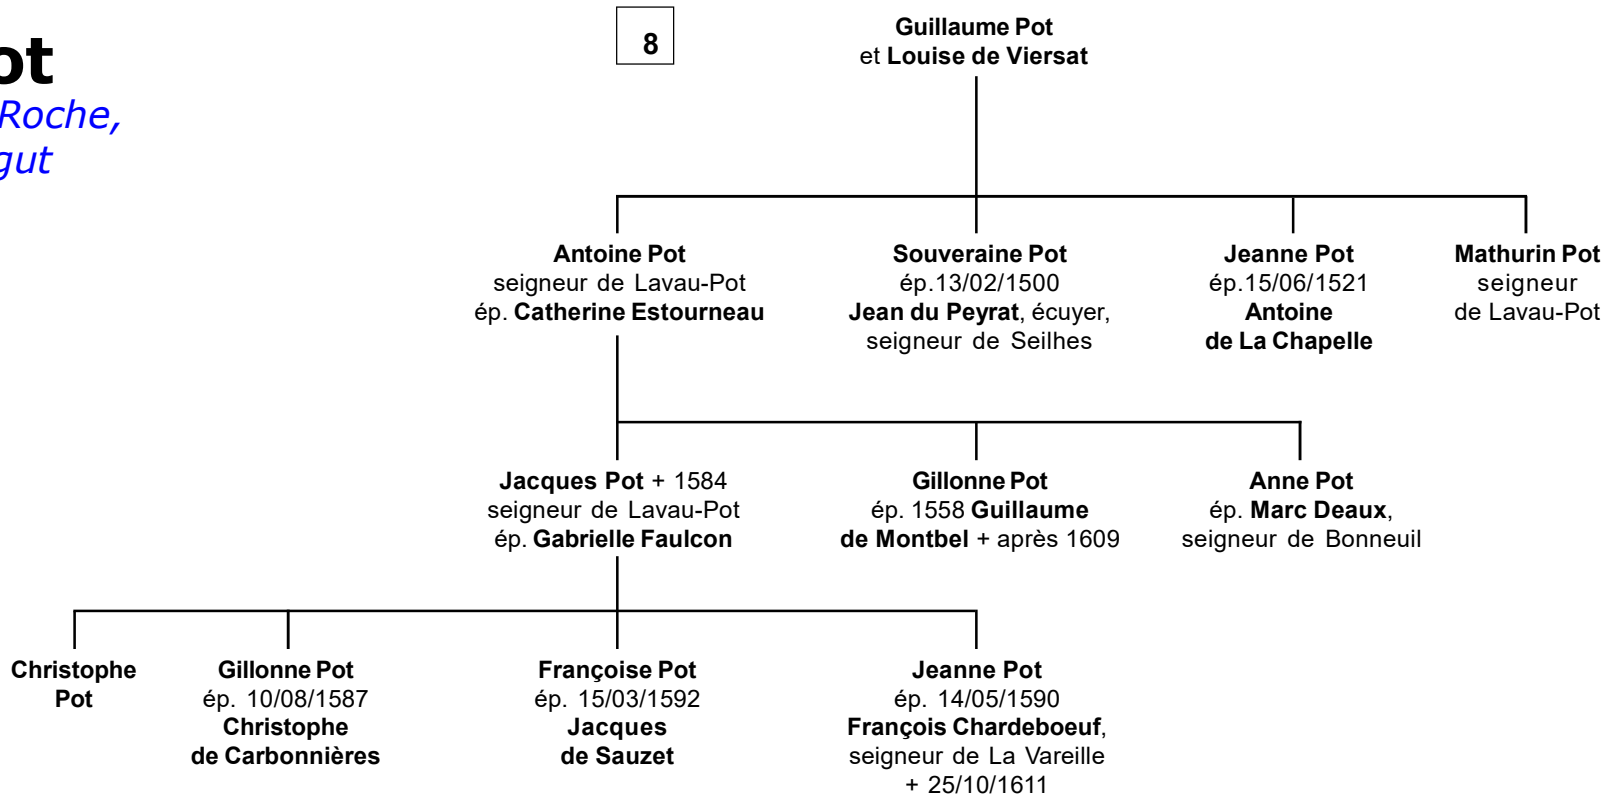 ot
Roche,
gut
8
Guillaume Pot
et Louise de Viersat
Antoine Pot
seigneur de Lavau-Pot
ép. Catherine Estourneau
Souveraine Pot
ép.13/02/1500
Jean du Peyrat, écuyer,
seigneur de Seilhes
Jeanne Pot
ép.15/06/1521
Antoine
de La Chapelle
Mathurin Pot
seigneur
de Lavau-Pot
Jacques Pot + 1584
seigneur de Lavau-Pot
ép. Gabrielle Faulcon
Gillonne Pot
ép. 1558 Guillaume
de Montbel + après 1609
Anne Pot
ép. Marc Deaux,
seigneur de Bonneuil
Christophe
Pot
Gillonne Pot
ép. 10/08/1587
Christophe
de Carbonnières
Françoise Pot
ép. 15/03/1592
Jacques
de Sauzet
Jeanne Pot
ép. 14/05/1590
François Chardeboeuf,
seigneur de La Vareille
+ 25/10/1611